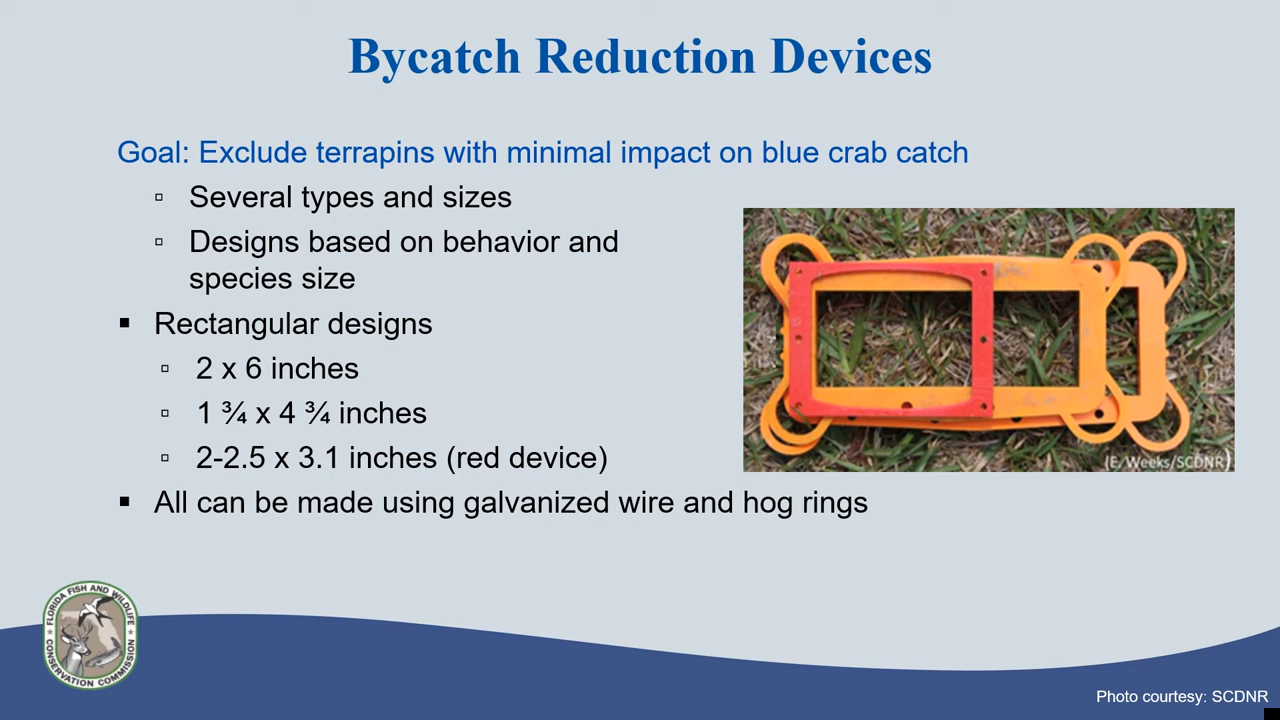 Bycatch Reduction Devices
Goal: Exclude terrapins with minimal impact on blue crab catch
▫ Several types and sizes
▫ Designs based on behavior and
species size
▪ Rectangular designs
▫ 2 x 6 inches
▫ 1 ¾ x 4 ¾ inches
▫ 2-2.5 x 3.1 inches (red device)
▪ All can be made using galvanized wire and hog rings
(E. Weeks/SCDNR)
FLORIDA FISH AND WILDLIFE
CONSERVATION COMMISSION
Photo courtesy: SCDNR